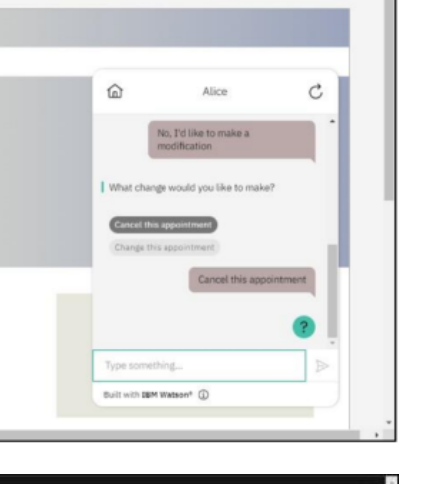 Alice
No, I'd like to make a
modification
What change would you like to make?
Cancel this appointment
Change this appointment
Cancel this appointment
?
Type something...
Built with IBM Watson®